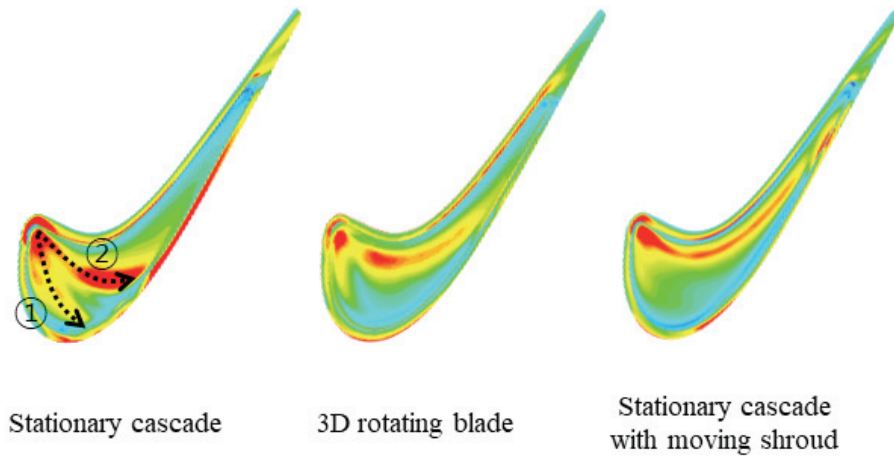 ②
①
Stationary cascade
3D rotating blade
Stationary cascade
with moving shroud